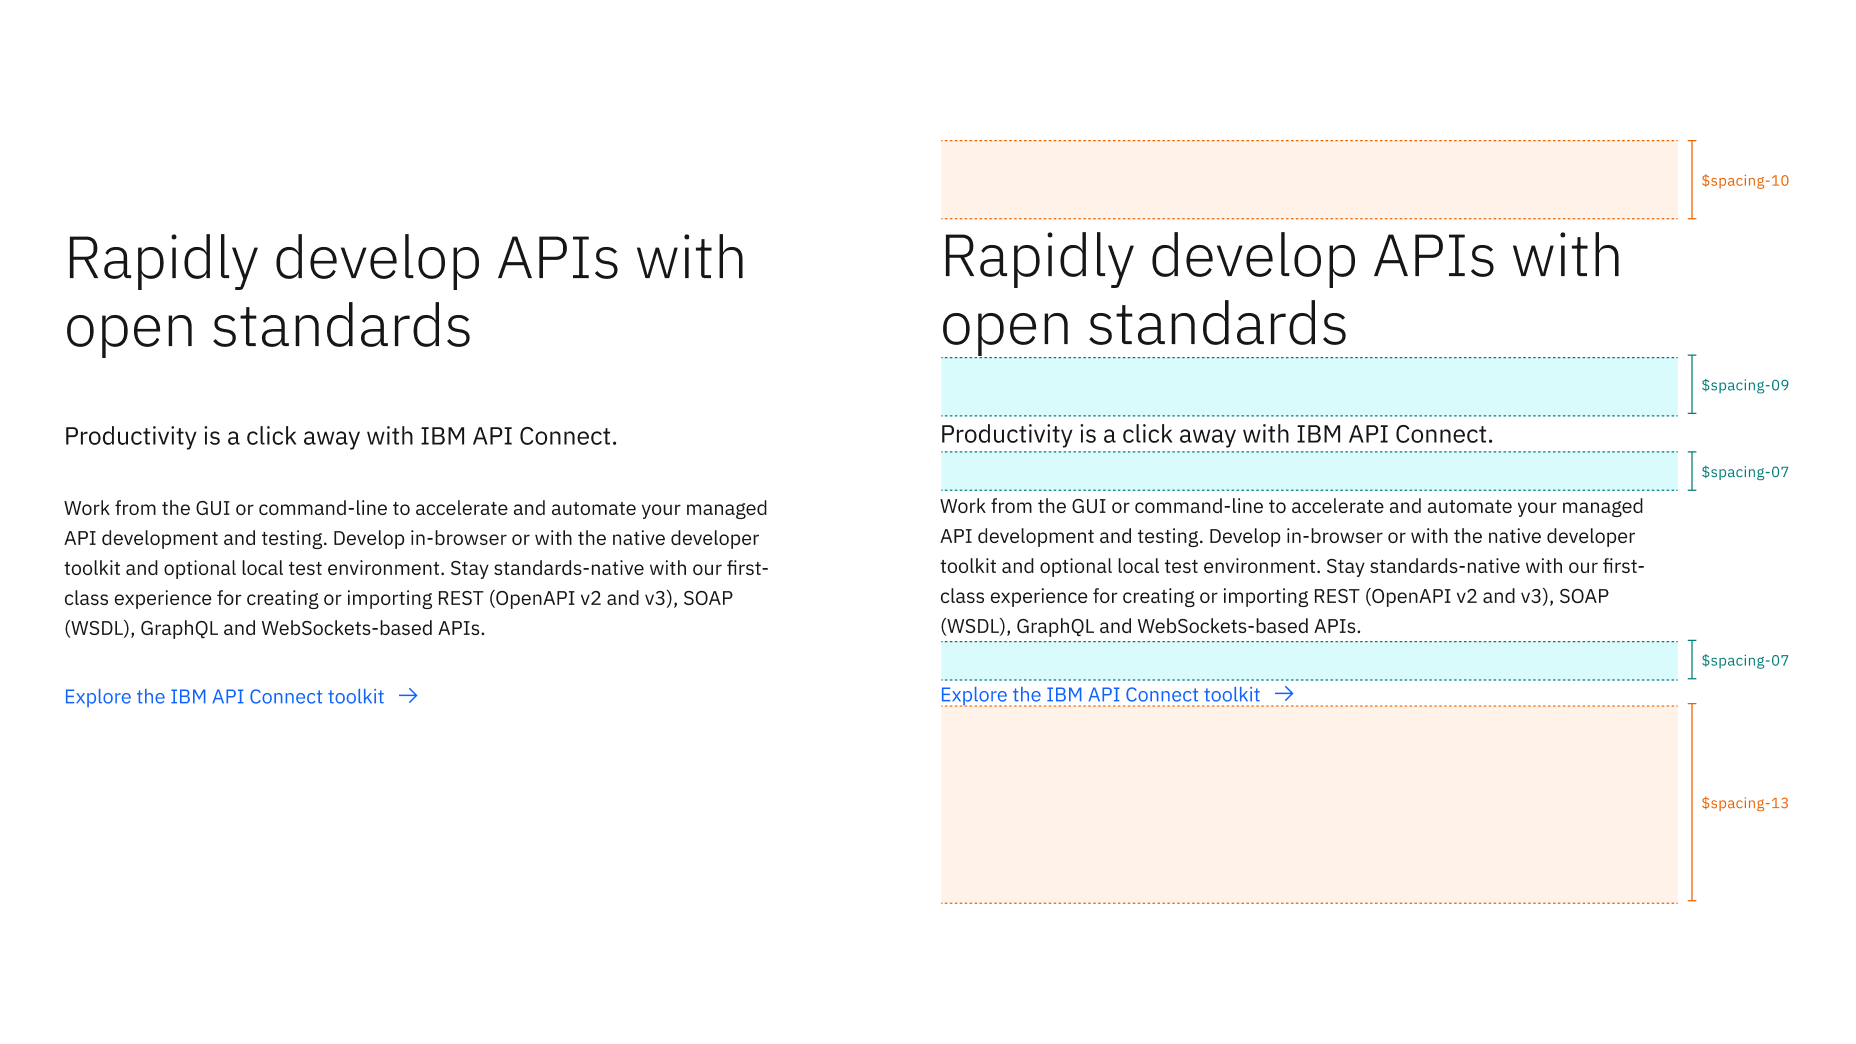 Rapidly develop APIs with
open standards
Productivity is a click away with IBM API Connect.
Work from the GUI or command-line to accelerate and automate your managed
API development and testing. Develop in-browser or with the native developer
toolkit and optional local test environment. Stay standards-native with our first-
class experience for creating or importing REST (OpenAPI v2 and v3), SOAP
(WSDL), GraphQL and WebSockets-based APIs.
Explore the IBM API Connect toolkit →
$spacing-10
Rapidly develop APIs with
open standards
$spacing-09
Productivity is a click away with IBM API Connect.
$spacing-07
Work from the GUI or command-line to accelerate and automate your managed
API development and testing. Develop in-browser or with the native developer
toolkit and optional local test environment. Stay standards-native with our first-
class experience for creating or importing REST (OpenAPI v2 and v3), SOAP
(WSDL), GraphQL and WebSockets-based APIs.
$spacing-07
Explore the IBM API Connect toolkit →
$spacing-13